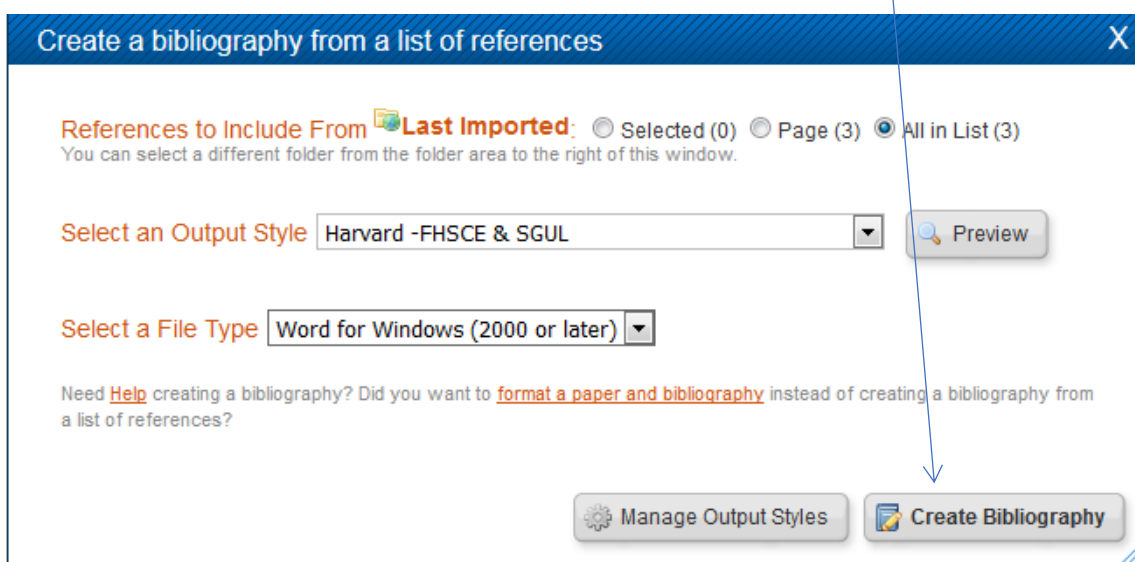 Create a bibliography from a list of references X
References to Include From Last Imported: Selected (0) Page (3) All in List (3)
You can select a different folder from the folder area to the right of this window.
Select an Output Style Harvard -FHSCE & SGUL Preview
Select a File Type Word for Windows (2000 or later)
Need Help creating a bibliography? Did you want to format a paper and bibliography instead of creating a bibliography from
a list of references?
Manage Output Styles Create Bibliography